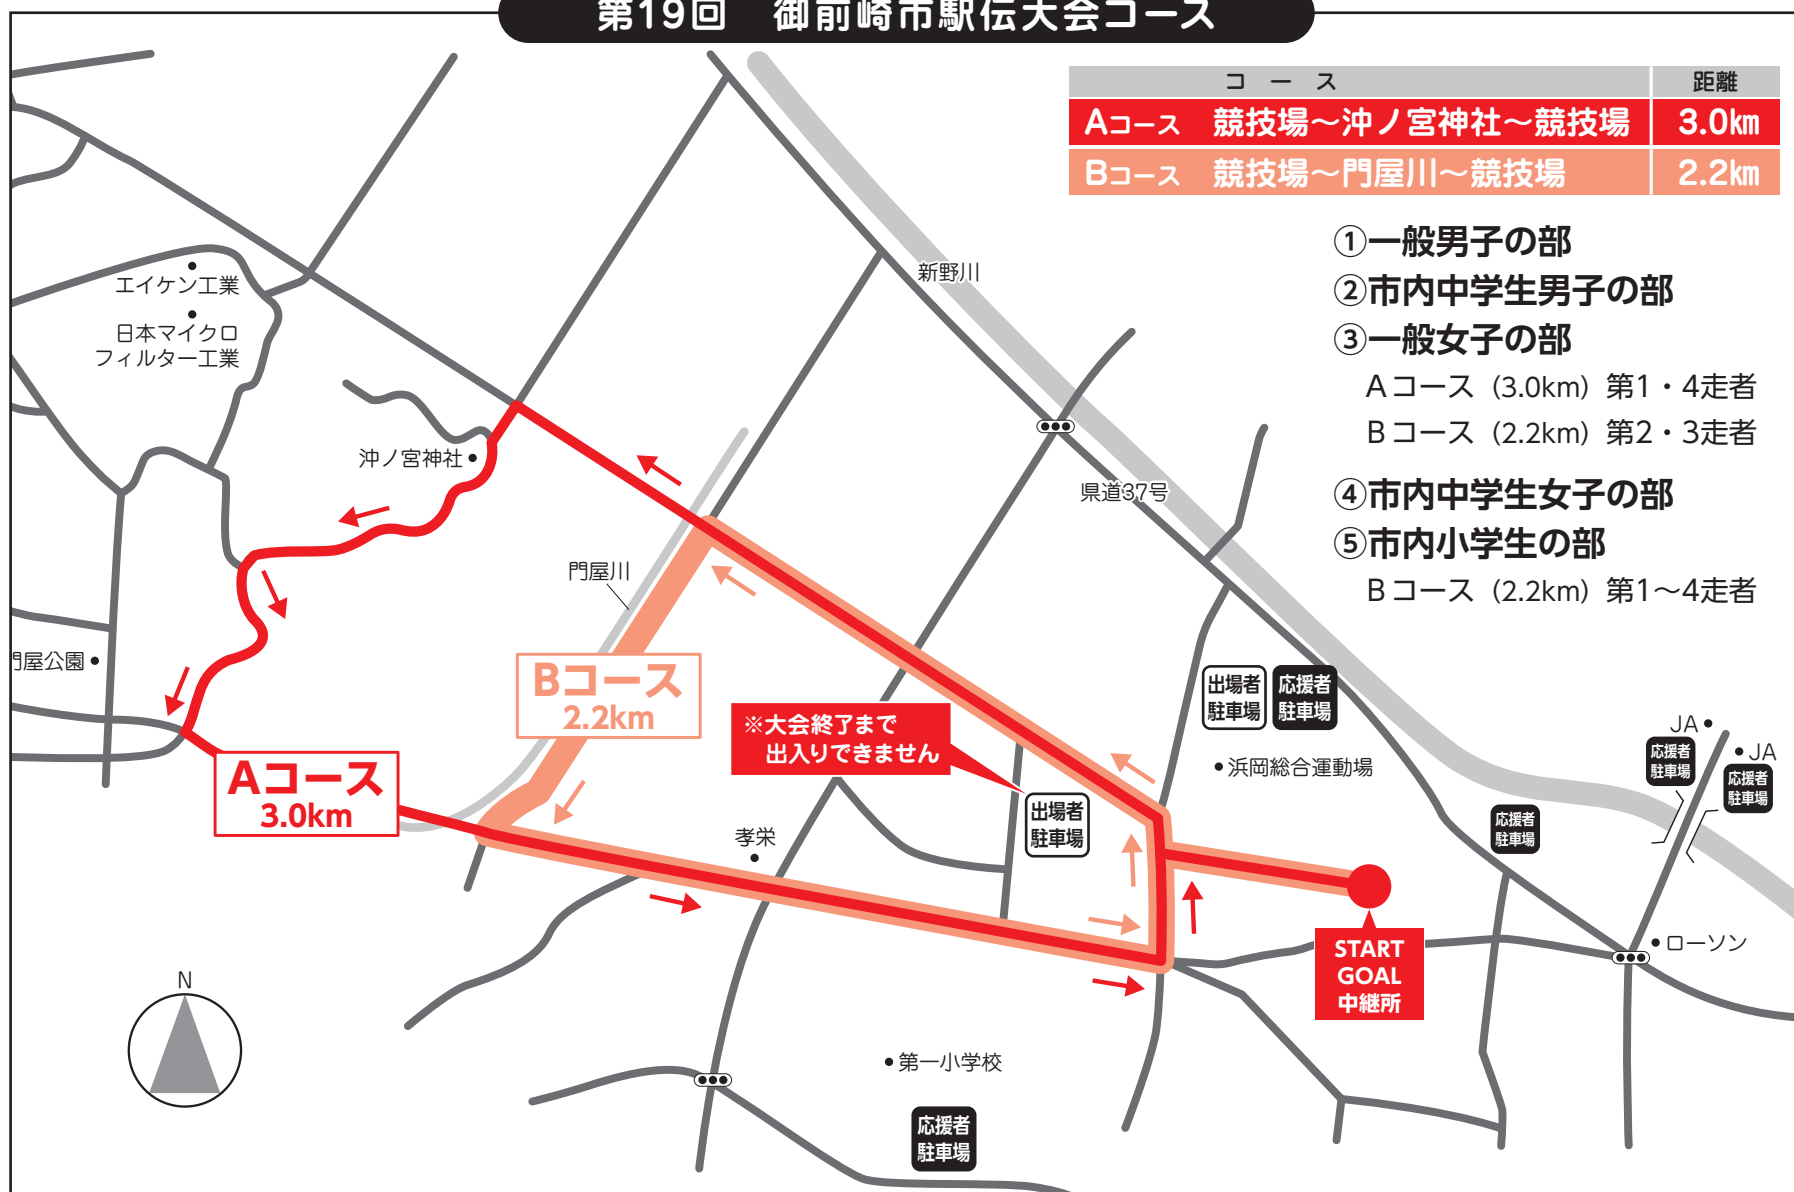 第19回　御前崎市駅伝大会コース
コース　距離
Aコース　競技場〜沖ノ宮神社〜競技場　3.0㎞
Bコース　競技場〜門屋川〜競技場　2.2㎞
①一般男子の部
②市内中学生男子の部
③一般女子の部
Aコース（3.0km）第1・4走者
Bコース（2.2km）第2・3走者
④市内中学生女子の部
⑤市内小学生の部
Bコース（2.2km）第1〜4走者
新野川
エイケン工業
日本マイクロ
フィルター工業
沖ノ宮神社
県道37号
門屋川
門屋公園
Bコース
2.2km
Aコース
3.0km
※大会終了まで
出入りできません
出場者
駐車場
応援者
駐車場
浜岡総合運動場
JA
応援者
駐車場
JA
応援者
駐車場
出場者
駐車場
応援者
駐車場
孝栄
START
GOAL
中継所
ローソン
N
第一小学校
応援者
駐車場